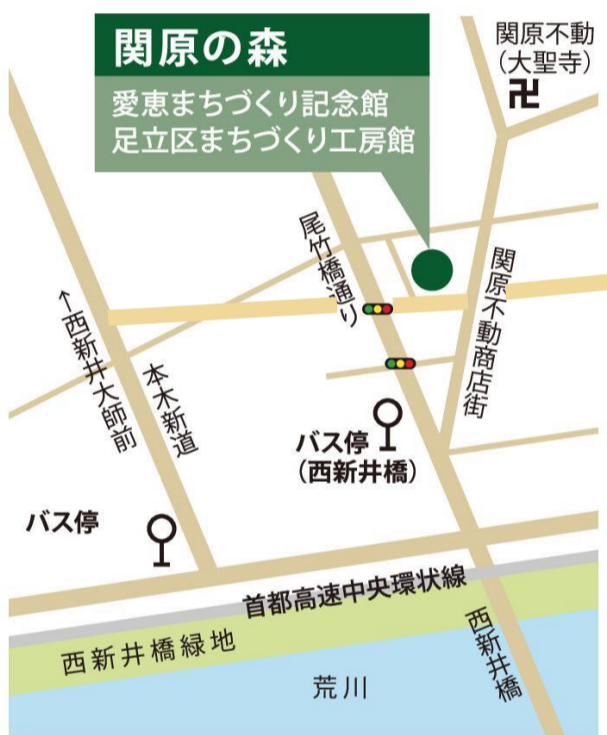 関原の森
愛恵まちづくり記念館
足立区まちづくり工房館
関原不動
(大聖寺)
卍
尾竹橋通り
関原不動商店街
←西新井大師前
本木新道
バス停
(西新井橋)
バス停
首都高速中央環状線
西新井橋緑地
西新井橋
荒川